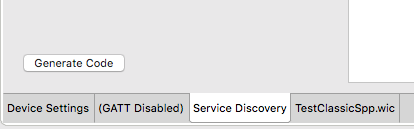 Generate Code
Device Settings (GATT Disabled) Service Discovery TestClassicSpp.wic